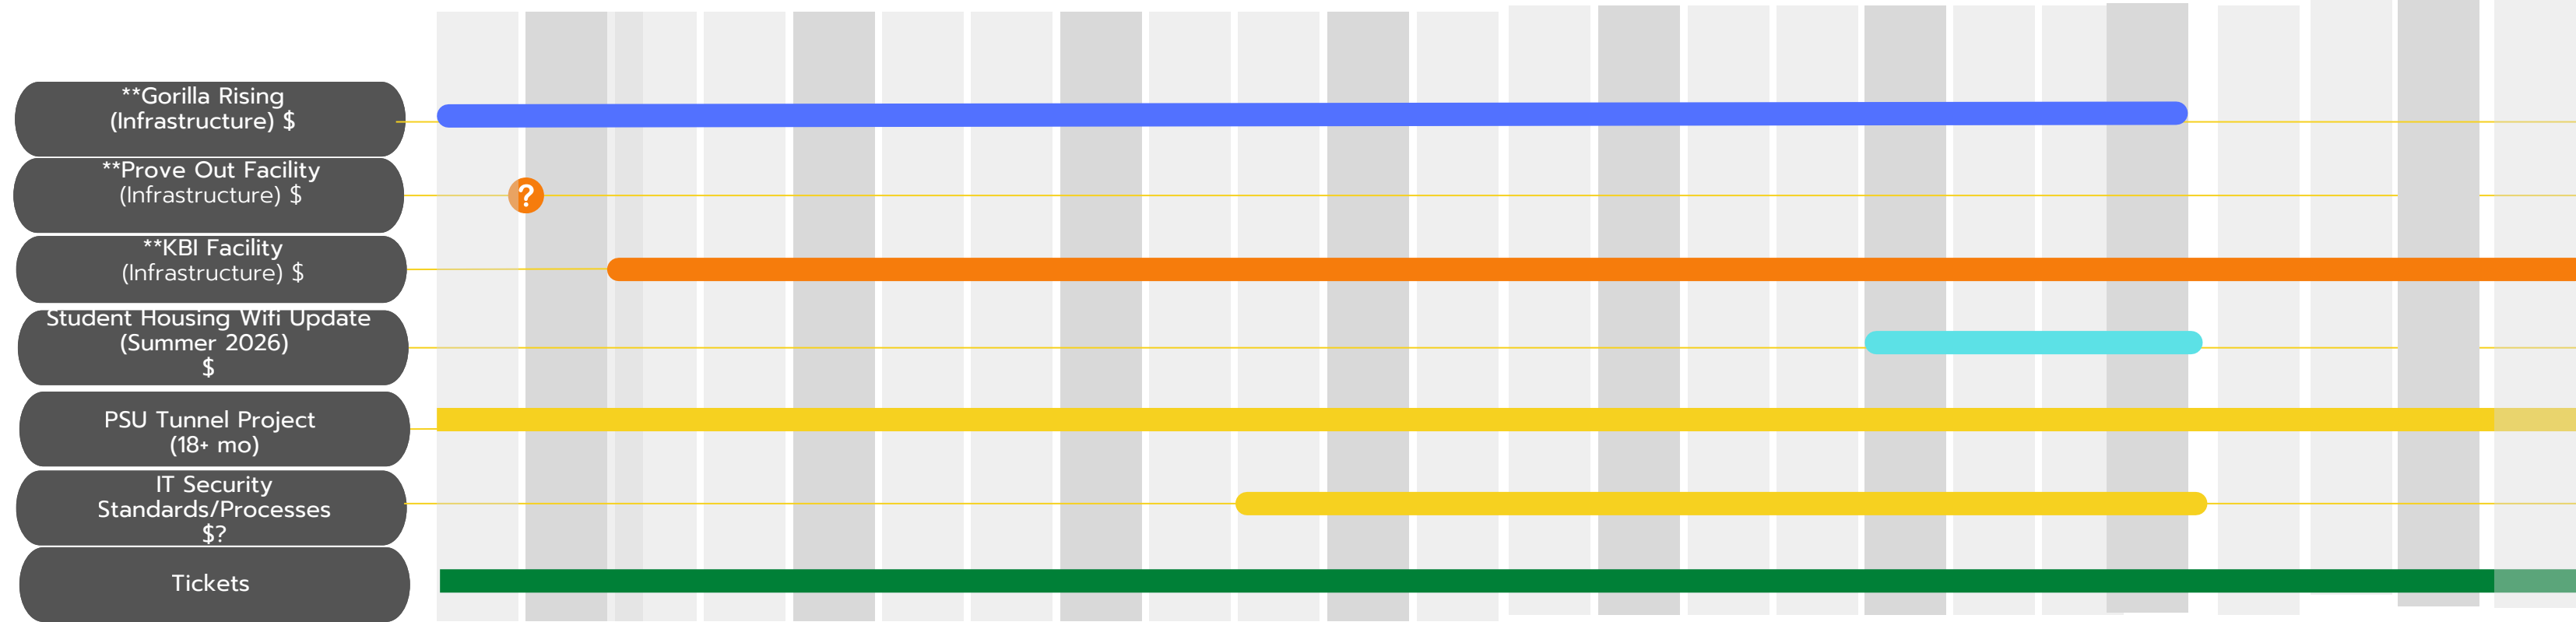 **Gorilla Rising
(Infrastructure) $
**Prove Out Facility
(Infrastructure) $
?
**KBI Facility
(Infrastructure) $
Student Housing Wifi Update
(Summer 2026)
$
PSU Tunnel Project
(18+ mo)
IT Security
Standards/Processes
$?
Tickets